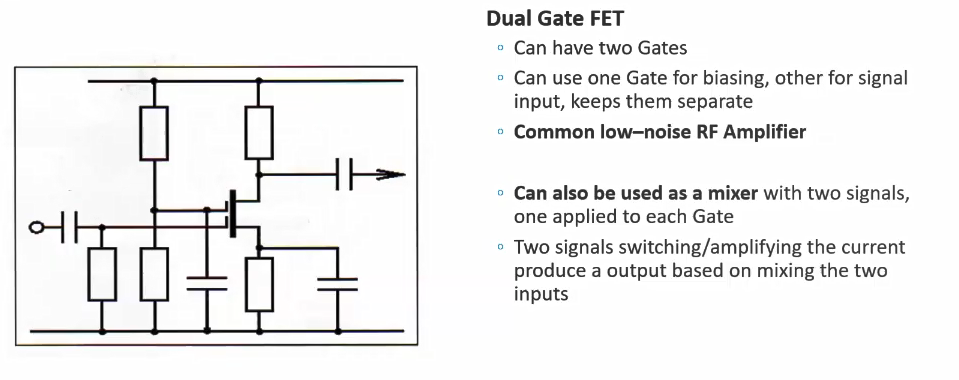 Dual Gate FET
Can have two Gates
Can use one Gate for biasing, other for signal
input, keeps them separate
Common low–noise RF Amplifier
Can also be used as a mixer with two signals,
one applied to each Gate
Two signals switching/amplifying the current
produce a output based on mixing the two
inputs